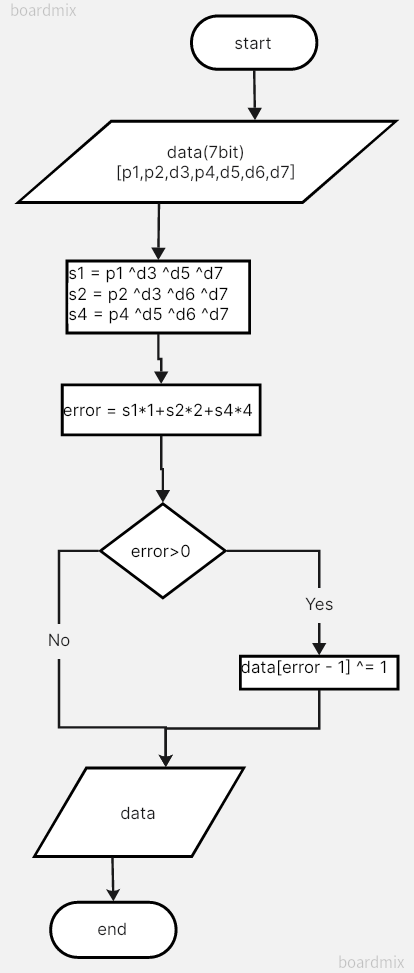 boardmix
start
data(7bit)
[p1,p2,d3,p4,d5,d6,d7]
s1 = p1 ^d3 ^d5 ^d7
s2 = p2 ^d3 ^d6 ^d7
s4 = p4 ^d5 ^d6 ^d7
error = s1*1+s2*2+s4*4
error>0
Yes
No
data[error - 1] ^= 1
data
end
boardmix